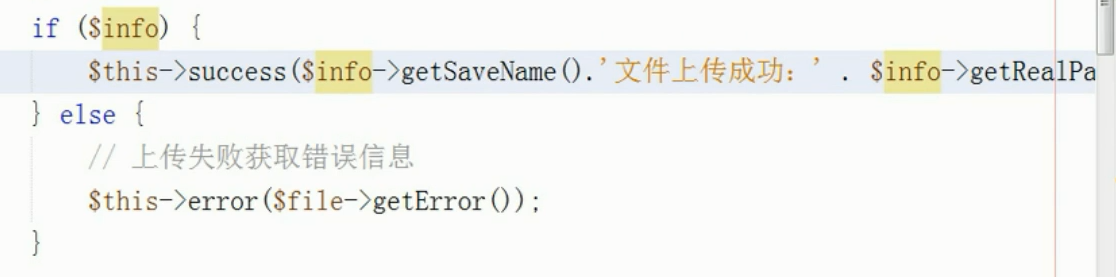 if ($info) {
$this->success($info->getSaveName().'文件上传成功：' . $info->getRealPa
} else {
// 上传失败获取错误信息
$this->error($file->getError());
}